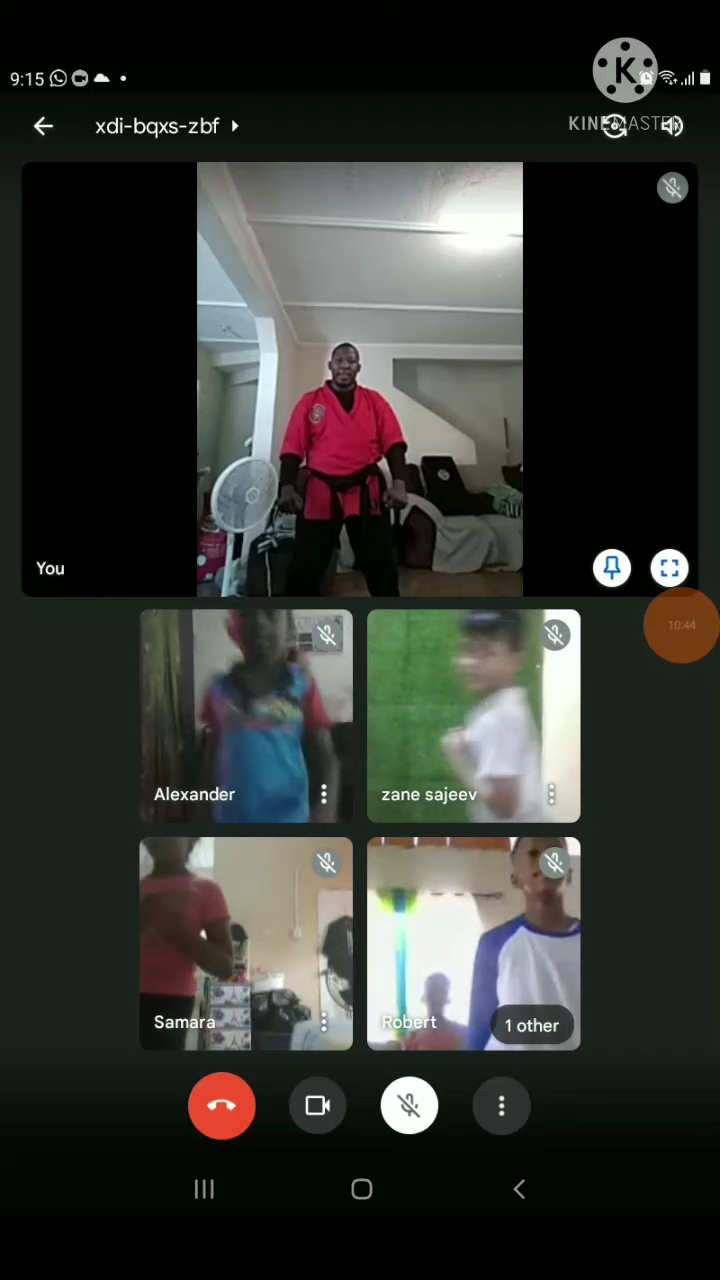 9:15
K
KINEMASTER
xdi-bqxs-zbf
You
10:44
Alexander
zane sajeev
Samara
Robert
1 other